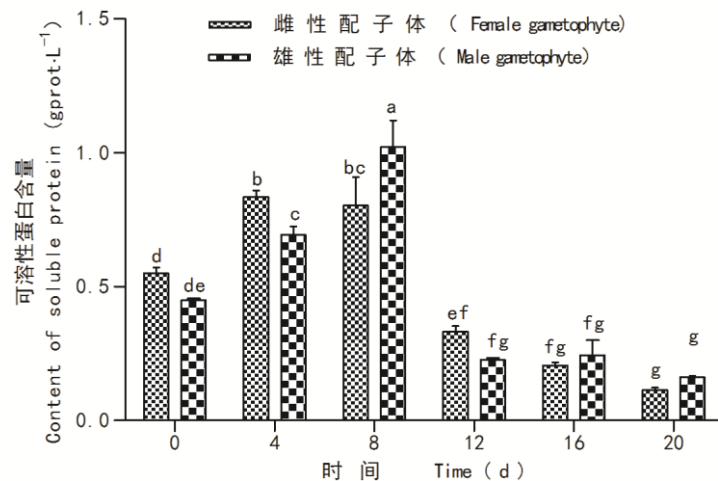 雌性配子体 (Female gametophyte)
雄性配子体 (Male gametophyte)
可溶性蛋白含量
Content of soluble protein (gprot·L⁻¹)
1.5
1.0
0.5
0.0
d
de
b
c
bc
a
ef
fg
fg
fg
g
g
0 4 8 12 16 20
时间 Time (d)